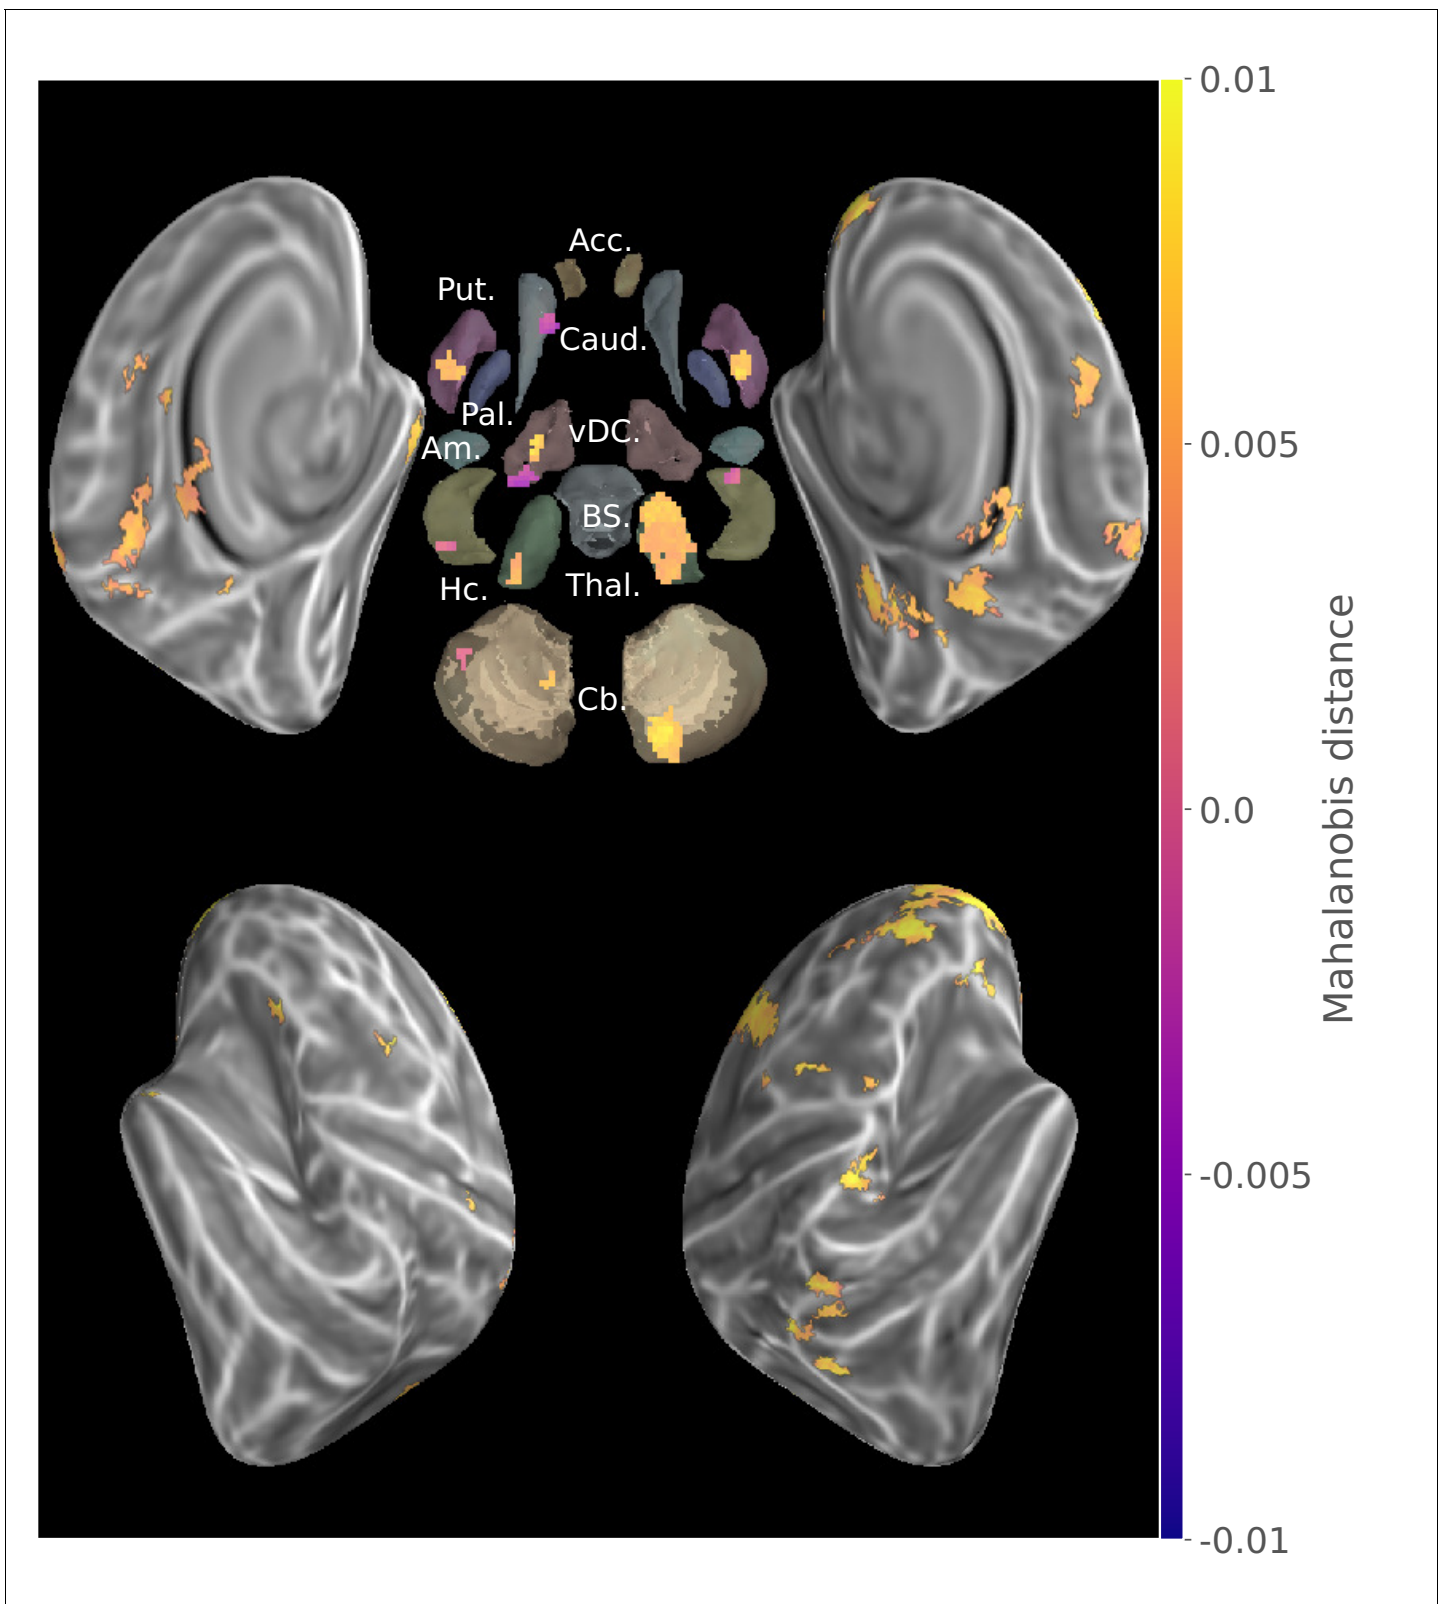 Acc.
Put.
Caud.
Pal.
vDC.
Am.
BS.
Hc.
Thal.
Cb.
0.01
0.005
0.0
-0.005
-0.01
Mahalanobis distance